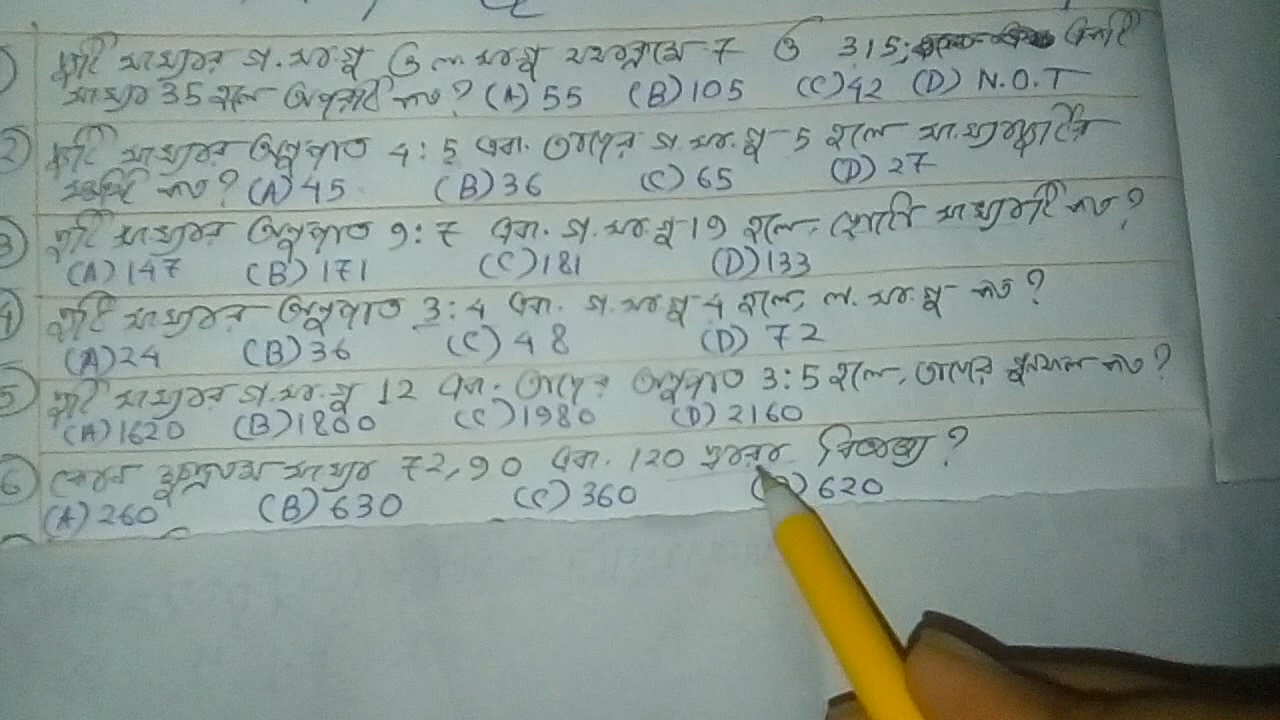 দুটি সংখ্যার গ.সা.গু ও ল.সা.গু যথাক্রমে 7 ও 315; একটি
সংখ্যা 35 হলে অপরটি কত? (A) 55 (B) 105 (C) 42 (D) N.O.T
2) দুটি সংখ্যার অনুপাত 4:5 এবং তাদের গ.সা.গু 5 হলে সংখ্যাদুটির
সমষ্টি কত? (A) 45 (B) 36 (C) 65 (D) 27
3) দুটি সংখ্যার অনুপাত 9:7 এবং গ.সা.গু 19 হলে, ছোট সংখ্যাটি কত?
(A) 147 (B) 171 (C) 181 (D) 133
4) দুটি সংখ্যার অনুপাত 3:4 এবং গ.সা.গু 4 হলে, ল.সা.গু কত?
(A) 24 (B) 36 (C) 48 (D) 72
5) দুটি সংখ্যার গ.সা.গু 12 এবং তাদের অনুপাত 3:5 হলে, তাদের গুণফল কত?
(A) 1620 (B) 1800 (C) 1980 (D) 2160
6) কোন ক্ষুদ্রতম সংখ্যা 72, 90 এবং 120 দ্বারা বিভাজ্য?
(A) 260 (B) 630 (C) 360 (D) 620